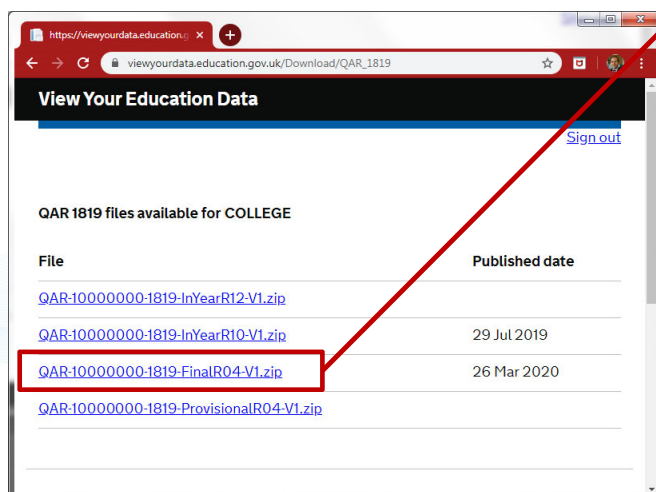 https://viewyourdata.education.g
viewyourdata.education.gov.uk/Download/QAR_1819
View Your Education Data
Sign out
QAR 1819 files available for COLLEGE
File Published date
QAR-10000000-1819-InYearR12-V1.zip
QAR-10000000-1819-InYearR10-V1.zip 29 Jul 2019
QAR-10000000-1819-FinalR04-V1.zip 26 Mar 2020
QAR-10000000-1819-ProvisionalR04-V1.zip